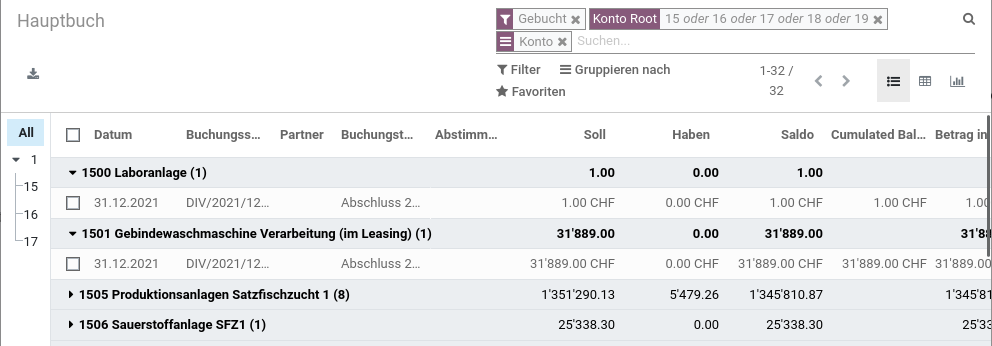 Hauptbuch
Gebucht ×
Konto Root 15 oder 16 oder 17 oder 18 oder 19 ×
Konto × Suchen...
Filter Gruppieren nach
Favoriten
1-32 /
32
All
1
15
16
17
Datum Buchungss... Partner Buchungst... Abstimm... Soll Haben Saldo Cumulated Bal... Betrag in
1500 Laboranlage (1) 1.00 0.00 1.00
31.12.2021 DIV/2021/12... Abschluss 2... 1.00 CHF 0.00 CHF 1.00 CHF 1.00 CHF 1.00
1501 Gebindewaschmaschine Verarbeitung (im Leasing) (1) 31'889.00 0.00 31'889.00 31'88
31.12.2021 DIV/2021/12... Abschluss 2... 31'889.00 CHF 0.00 CHF 31'889.00 CHF 31'889.00 CHF 31'889.00
1505 Produktionsanlagen Satzfischzucht 1 (8) 1'351'290.13 5'479.26 1'345'810.87 1'345'81
1506 Sauerstoffanlage SFZ1 (1) 25'338.30 0.00 25'338.30 25'33